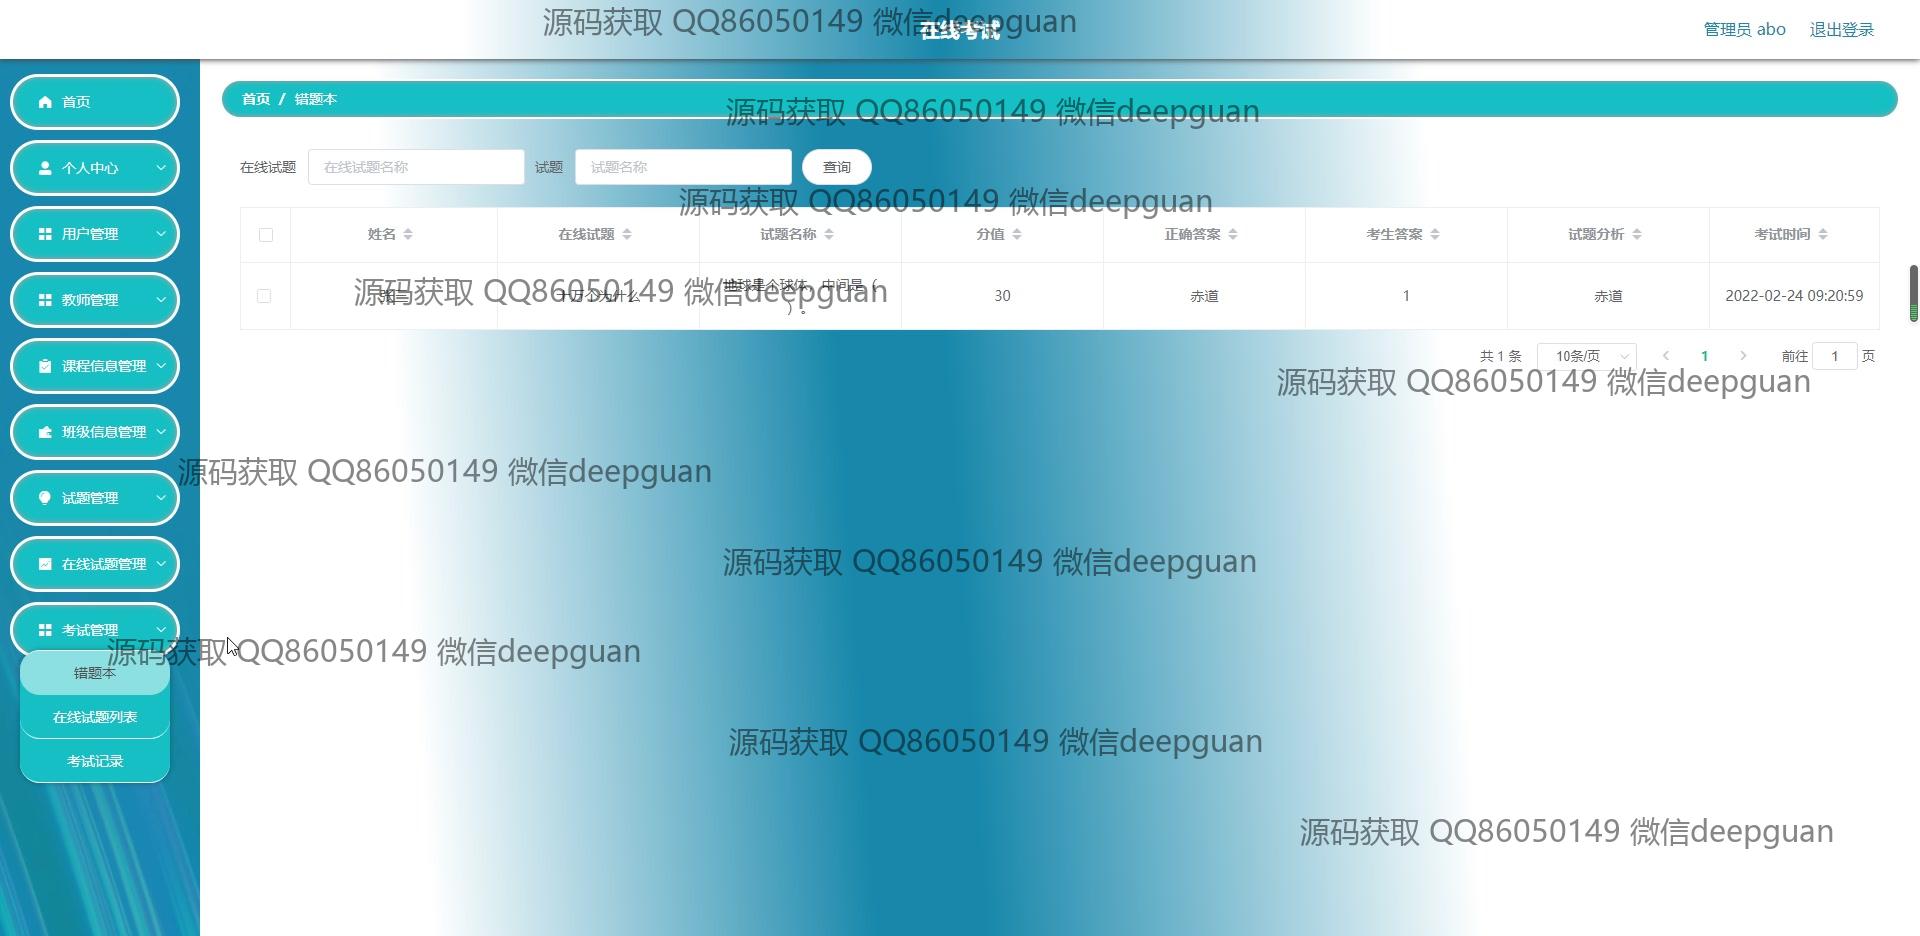 源码获取 QQ86050149 微信deepguan
在线考试
管理员 abo 退出登录
首页
首页 / 错题本
源码获取 QQ86050149 微信deepguan
个人中心
在线试题 在线试题名称 试题 试题名称 查询
源码获取 QQ86050149 微信deepguan
用户管理
姓名 在线试题 试题名称 分值 正确答案 考生答案 试题分析 考试时间
源码获取 QQ86050149 微信deepguan
教师管理
十万个为什么 地球是个球体，中间是（ 30 赤道 1 赤道 2022-02-24 09:20:59
）。
共 1 条 10条/页 1 前往 1 页
课程信息管理
源码获取 QQ86050149 微信deepguan
班级信息管理
源码获取 QQ86050149 微信deepguan
试题管理
在线试题管理
源码获取 QQ86050149 微信deepguan
考试管理
源码获取 QQ86050149 微信deepguan
错题本
在线试题列表
源码获取 QQ86050149 微信deepguan
考试记录
源码获取 QQ86050149 微信deepguan